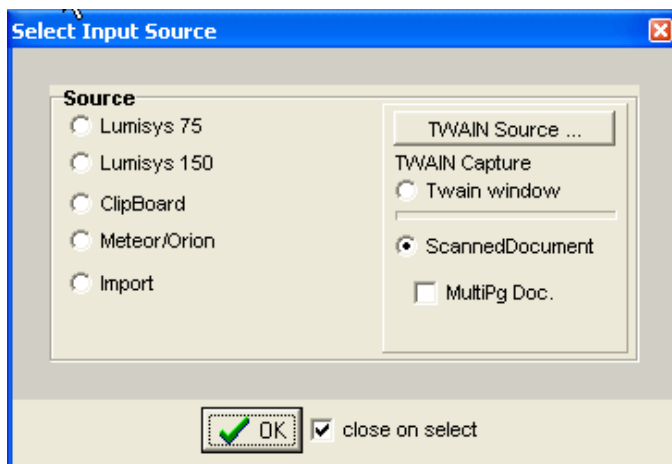 Select Input Source
Source
Lumisys 75
Lumisys 150
ClipBoard
Meteor/Orion
Import
TWAIN Source ...
TWAIN Capture
Twain window
ScannedDocument
MultiPg Doc.
OK
close on select